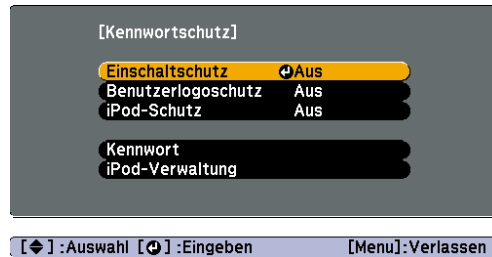 [Kennwortschutz]
Einschaltschutz Aus
Benutzerlogoschutz Aus
iPod-Schutz Aus
Kennwort
iPod-Verwaltung
[◆] :Auswahl [↵] :Eingeben [Menu]:Verlassen